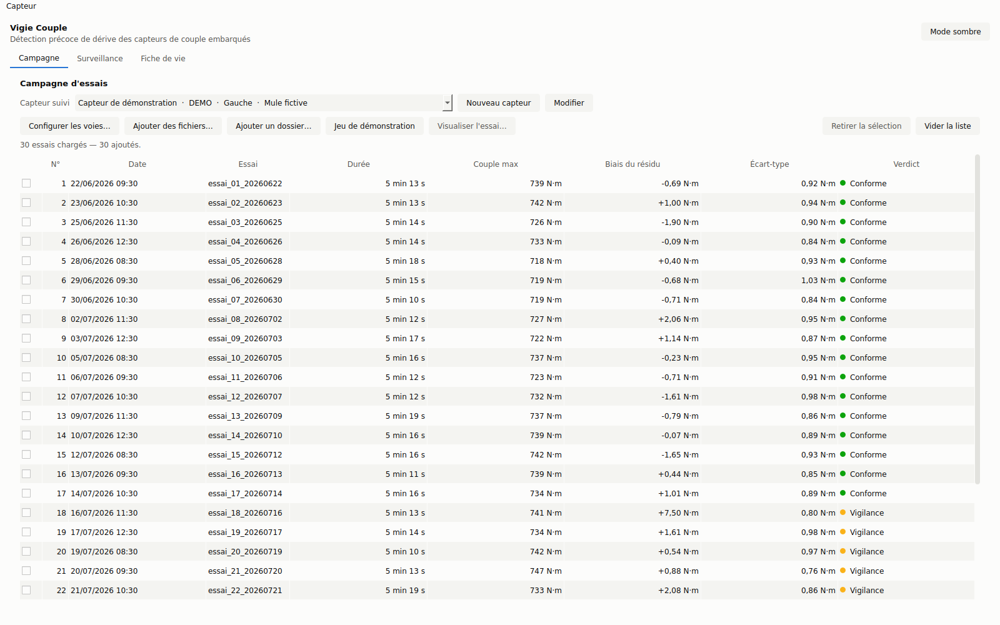 Capteur
Vigie Couple
Mode sombre
Détection précoce de dérive des capteurs de couple embarqués
Campagne Surveillance Fiche de vie
Campagne d'essais
Capteur suivi Capteur de démonstration · DEMO · Gauche · Mule fictive Nouveau capteur Modifier
Configurer les voies… Ajouter des fichiers… Ajouter un dossier… Jeu de démonstration Visualiser l'essai… Retirer la sélection Vider la liste
30 essais chargés — 30 ajoutés.
N° Date Essai Durée Couple max Biais du résidu Écart-type Verdict
1 22/06/2026 09:30 essai_01_20260622 5 min 13 s 739 N·m -0,69 N·m 0,92 N·m Conforme
2 23/06/2026 10:30 essai_02_20260623 5 min 13 s 742 N·m +1,00 N·m 0,94 N·m Conforme
3 25/06/2026 11:30 essai_03_20260625 5 min 14 s 726 N·m -1,90 N·m 0,90 N·m Conforme
4 26/06/2026 12:30 essai_04_20260626 5 min 14 s 733 N·m -0,09 N·m 0,84 N·m Conforme
5 28/06/2026 08:30 essai_05_20260628 5 min 18 s 718 N·m +0,40 N·m 0,93 N·m Conforme
6 29/06/2026 09:30 essai_06_20260629 5 min 15 s 719 N·m -0,68 N·m 1,03 N·m Conforme
7 30/06/2026 10:30 essai_07_20260630 5 min 10 s 719 N·m -0,71 N·m 0,84 N·m Conforme
8 02/07/2026 11:30 essai_08_20260702 5 min 12 s 727 N·m +2,06 N·m 0,95 N·m Conforme
9 03/07/2026 12:30 essai_09_20260703 5 min 17 s 722 N·m +1,14 N·m 0,87 N·m Conforme
10 05/07/2026 08:30 essai_10_20260705 5 min 16 s 737 N·m -0,23 N·m 0,95 N·m Conforme
11 06/07/2026 09:30 essai_11_20260706 5 min 12 s 723 N·m -0,71 N·m 0,91 N·m Conforme
12 07/07/2026 10:30 essai_12_20260707 5 min 12 s 732 N·m -1,61 N·m 0,98 N·m Conforme
13 09/07/2026 11:30 essai_13_20260709 5 min 19 s 737 N·m -0,79 N·m 0,86 N·m Conforme
14 10/07/2026 12:30 essai_14_20260710 5 min 16 s 739 N·m -0,07 N·m 0,89 N·m Conforme
15 12/07/2026 08:30 essai_15_20260712 5 min 16 s 742 N·m -1,65 N·m 0,93 N·m Conforme
16 13/07/2026 09:30 essai_16_20260713 5 min 11 s 739 N·m +0,44 N·m 0,85 N·m Conforme
17 14/07/2026 10:30 essai_17_20260714 5 min 16 s 734 N·m +1,01 N·m 0,89 N·m Conforme
18 16/07/2026 11:30 essai_18_20260716 5 min 13 s 741 N·m +7,50 N·m 0,80 N·m Vigilance
19 17/07/2026 12:30 essai_19_20260717 5 min 14 s 734 N·m +1,61 N·m 0,98 N·m Vigilance
20 19/07/2026 08:30 essai_20_20260719 5 min 10 s 742 N·m +0,54 N·m 0,97 N·m Vigilance
21 20/07/2026 09:30 essai_21_20260720 5 min 13 s 747 N·m +0,88 N·m 0,76 N·m Vigilance
22 21/07/2026 10:30 essai_22_20260721 5 min 19 s 733 N·m +2,08 N·m 0,86 N·m Vigilance